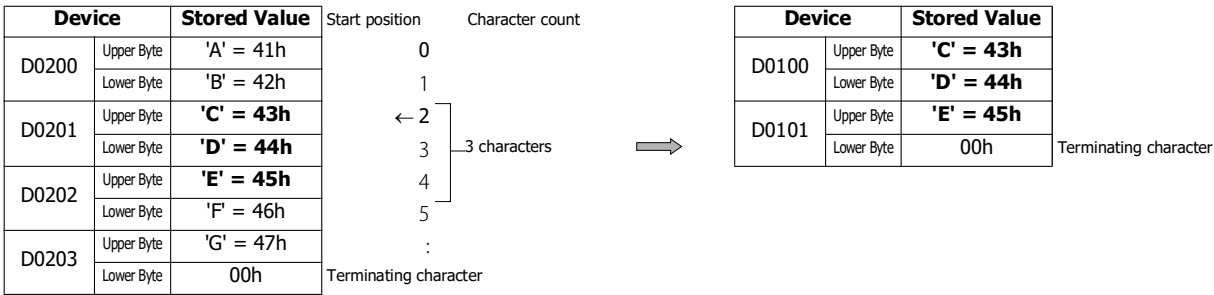 Device Stored Value Start position Character count Device Stored Value
D0200 Upper Byte 'A' = 41h 0 D0100 Upper Byte 'C' = 43h
Lower Byte 'B' = 42h 1 Lower Byte 'D' = 44h
D0201 Upper Byte 'C' = 43h ← 2 D0101 Upper Byte 'E' = 45h
Lower Byte 'D' = 44h 3 3 characters Lower Byte 00h Terminating character
D0202 Upper Byte 'E' = 45h 4
Lower Byte 'F' = 46h 5
D0203 Upper Byte 'G' = 47h :
Lower Byte 00h Terminating character